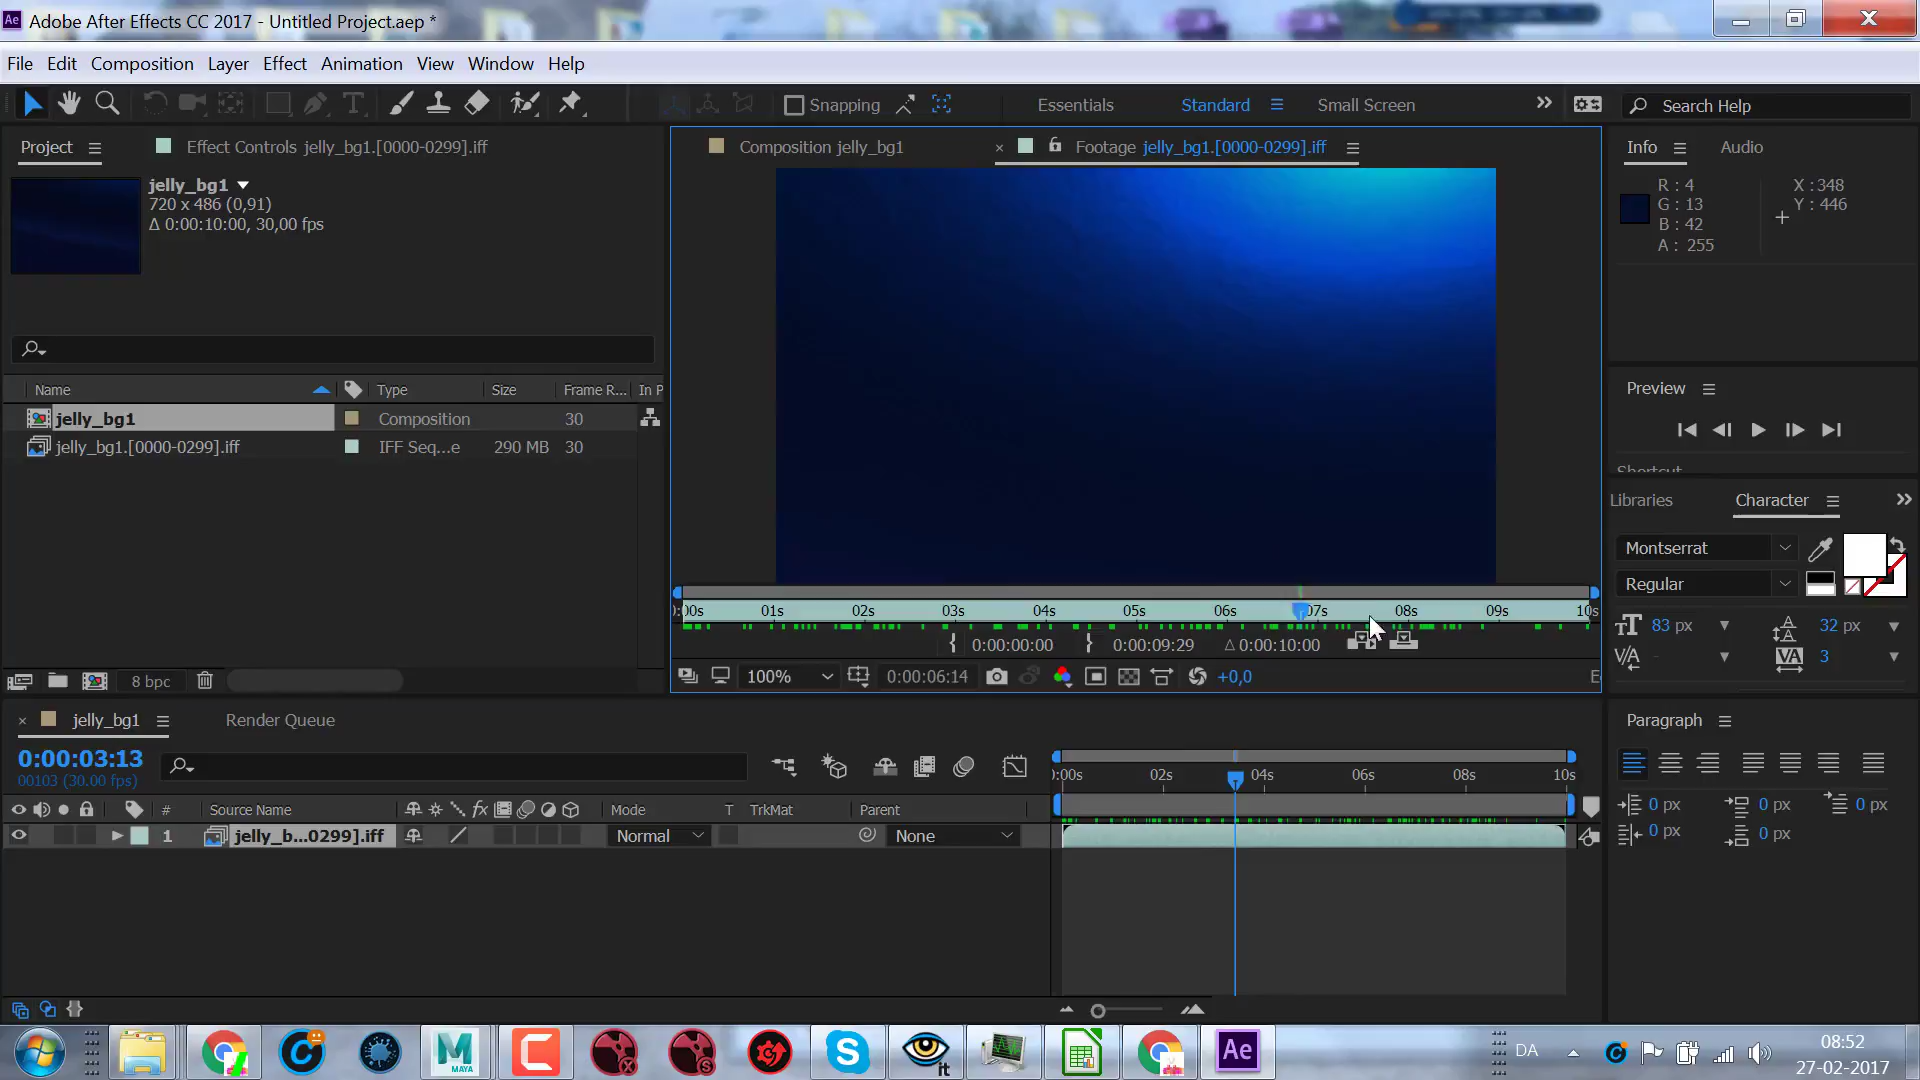 Ae Adobe After Effects CC 2017 - Untitled Project.aep *
File Edit Composition Layer Effect Animation View Window Help
Snapping Essentials Standard Small Screen Search Help
Project Effect Controls jelly_bg1.[0000-0299].iff
Composition jelly_bg1 × Footage jelly_bg1.[0000-0299].iff
Info Audio
jelly_bg1
720 x 486 (0,91)
Δ 0:00:10:00, 30,00 fps
R : 4
G : 13
B : 42
A : 255
X : 348
Y : 446
Preview
Name Type Size Frame R... In P
jelly_bg1 Composition 30
jelly_bg1.[0000-0299].iff IFF Seq...e 290 MB 30
Shortcut
Libraries Character
Montserrat
Regular
83 px 32 px
- 3
):00s 01s 02s 03s 04s 05s 06s 07s 08s 09s 10s
{ 0:00:00:00 } 0:00:09:29 Δ 0:00:10:00
8 bpc
100% 0:00:06:14 +0,0
× jelly_bg1 Render Queue
0:00:03:13
00103 (30.00 fps)
):00s 02s 04s 06s 08s 10s
# Source Name fx Mode T TrkMat Parent
1 jelly_b...0299].iff Normal None
Paragraph
0 px 0 px 0 px
0 px 0 px
MAYA
it
Ae
DA
08:52
27-02-2017